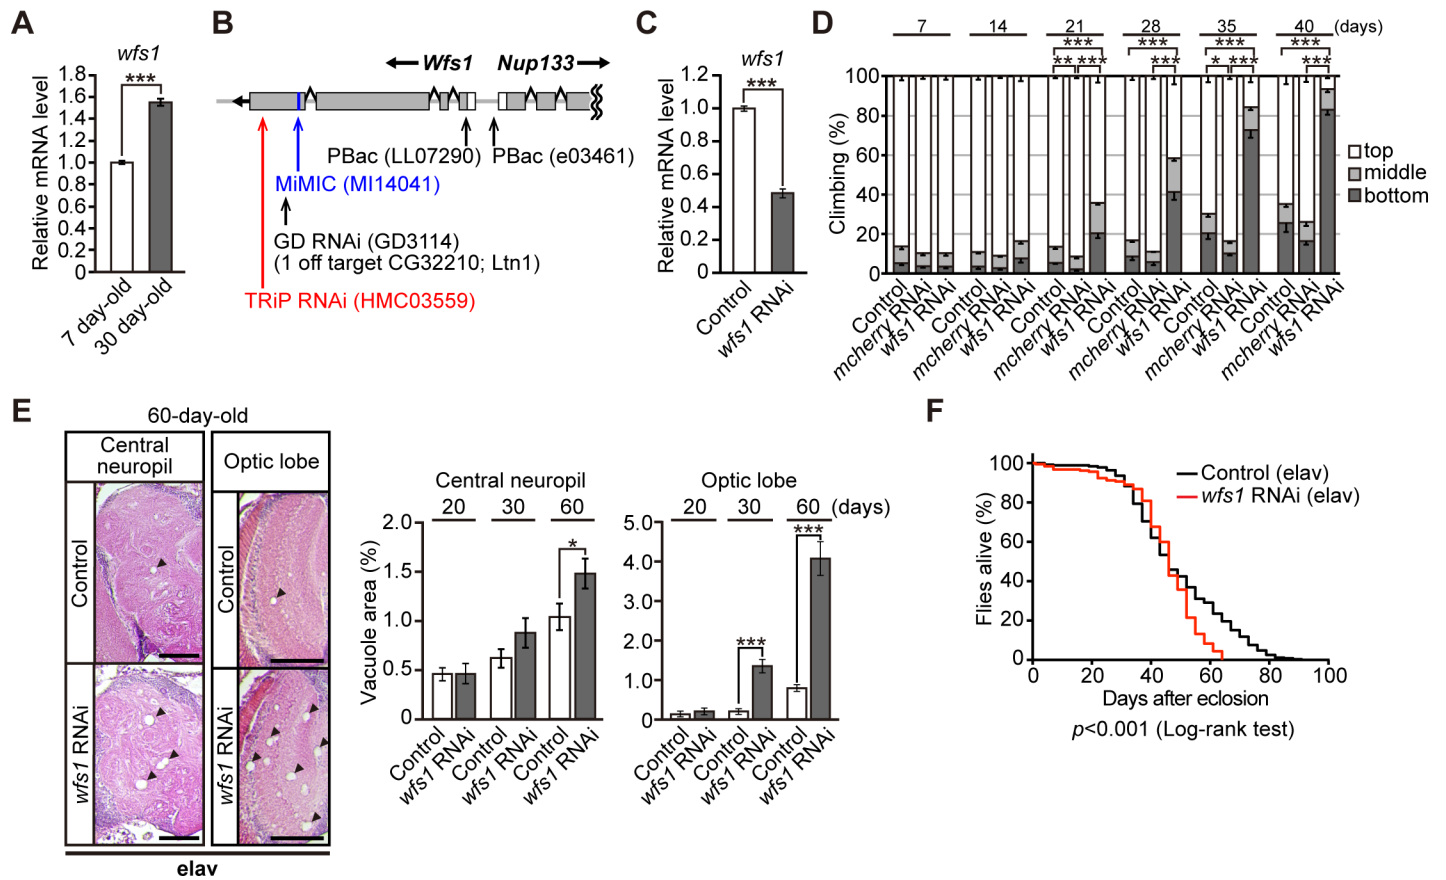 A
wfs1
***
Relative mRNA level
1.8
1.6
1.4
1.2
1.0
0.8
0.6
0.4
0.2
0
7 day-old
30 day-old
B
Wfs1
Nup133
PBac (LL07290)
PBac (e03461)
MiMIC (MI14041)
GD RNAi (GD3114)
(1 off target CG32210; Ltn1)
TRiP RNAi (HMC03559)
C
wfs1
***
Relative mRNA level
1.2
1.0
0.8
0.6
0.4
0.2
0
Control
wfs1 RNAi
D
7
14
21
28
35
40
(days)
***
** ***
***
***
***
* ***
***
***
Climbing (%)
100
80
60
40
20
0
Control
mcherry RNAi
wfs1 RNAi
Control
mcherry RNAi
wfs1 RNAi
Control
mcherry RNAi
wfs1 RNAi
Control
mcherry RNAi
wfs1 RNAi
Control
mcherry RNAi
wfs1 RNAi
Control
mcherry RNAi
wfs1 RNAi
top
middle
bottom
E
60-day-old
Central
neuropil
Optic lobe
Control
Control
wfs1 RNAi
wfs1 RNAi
elav
Central neuropil
20
30
60
*
Vacuole area (%)
2.0
1.5
1.0
0.5
0
Control
wfs1 RNAi
Control
wfs1 RNAi
Control
wfs1 RNAi
Optic lobe
20
30
60
(days)
***
***
5.0
4.0
3.0
2.0
1.0
0
Control
wfs1 RNAi
Control
wfs1 RNAi
Control
wfs1 RNAi
F
Control (elav)
wfs1 RNAi (elav)
Flies alive (%)
100
80
60
40
20
0
0
20
40
60
80
100
Days after eclosion
p<0.001 (Log-rank test)